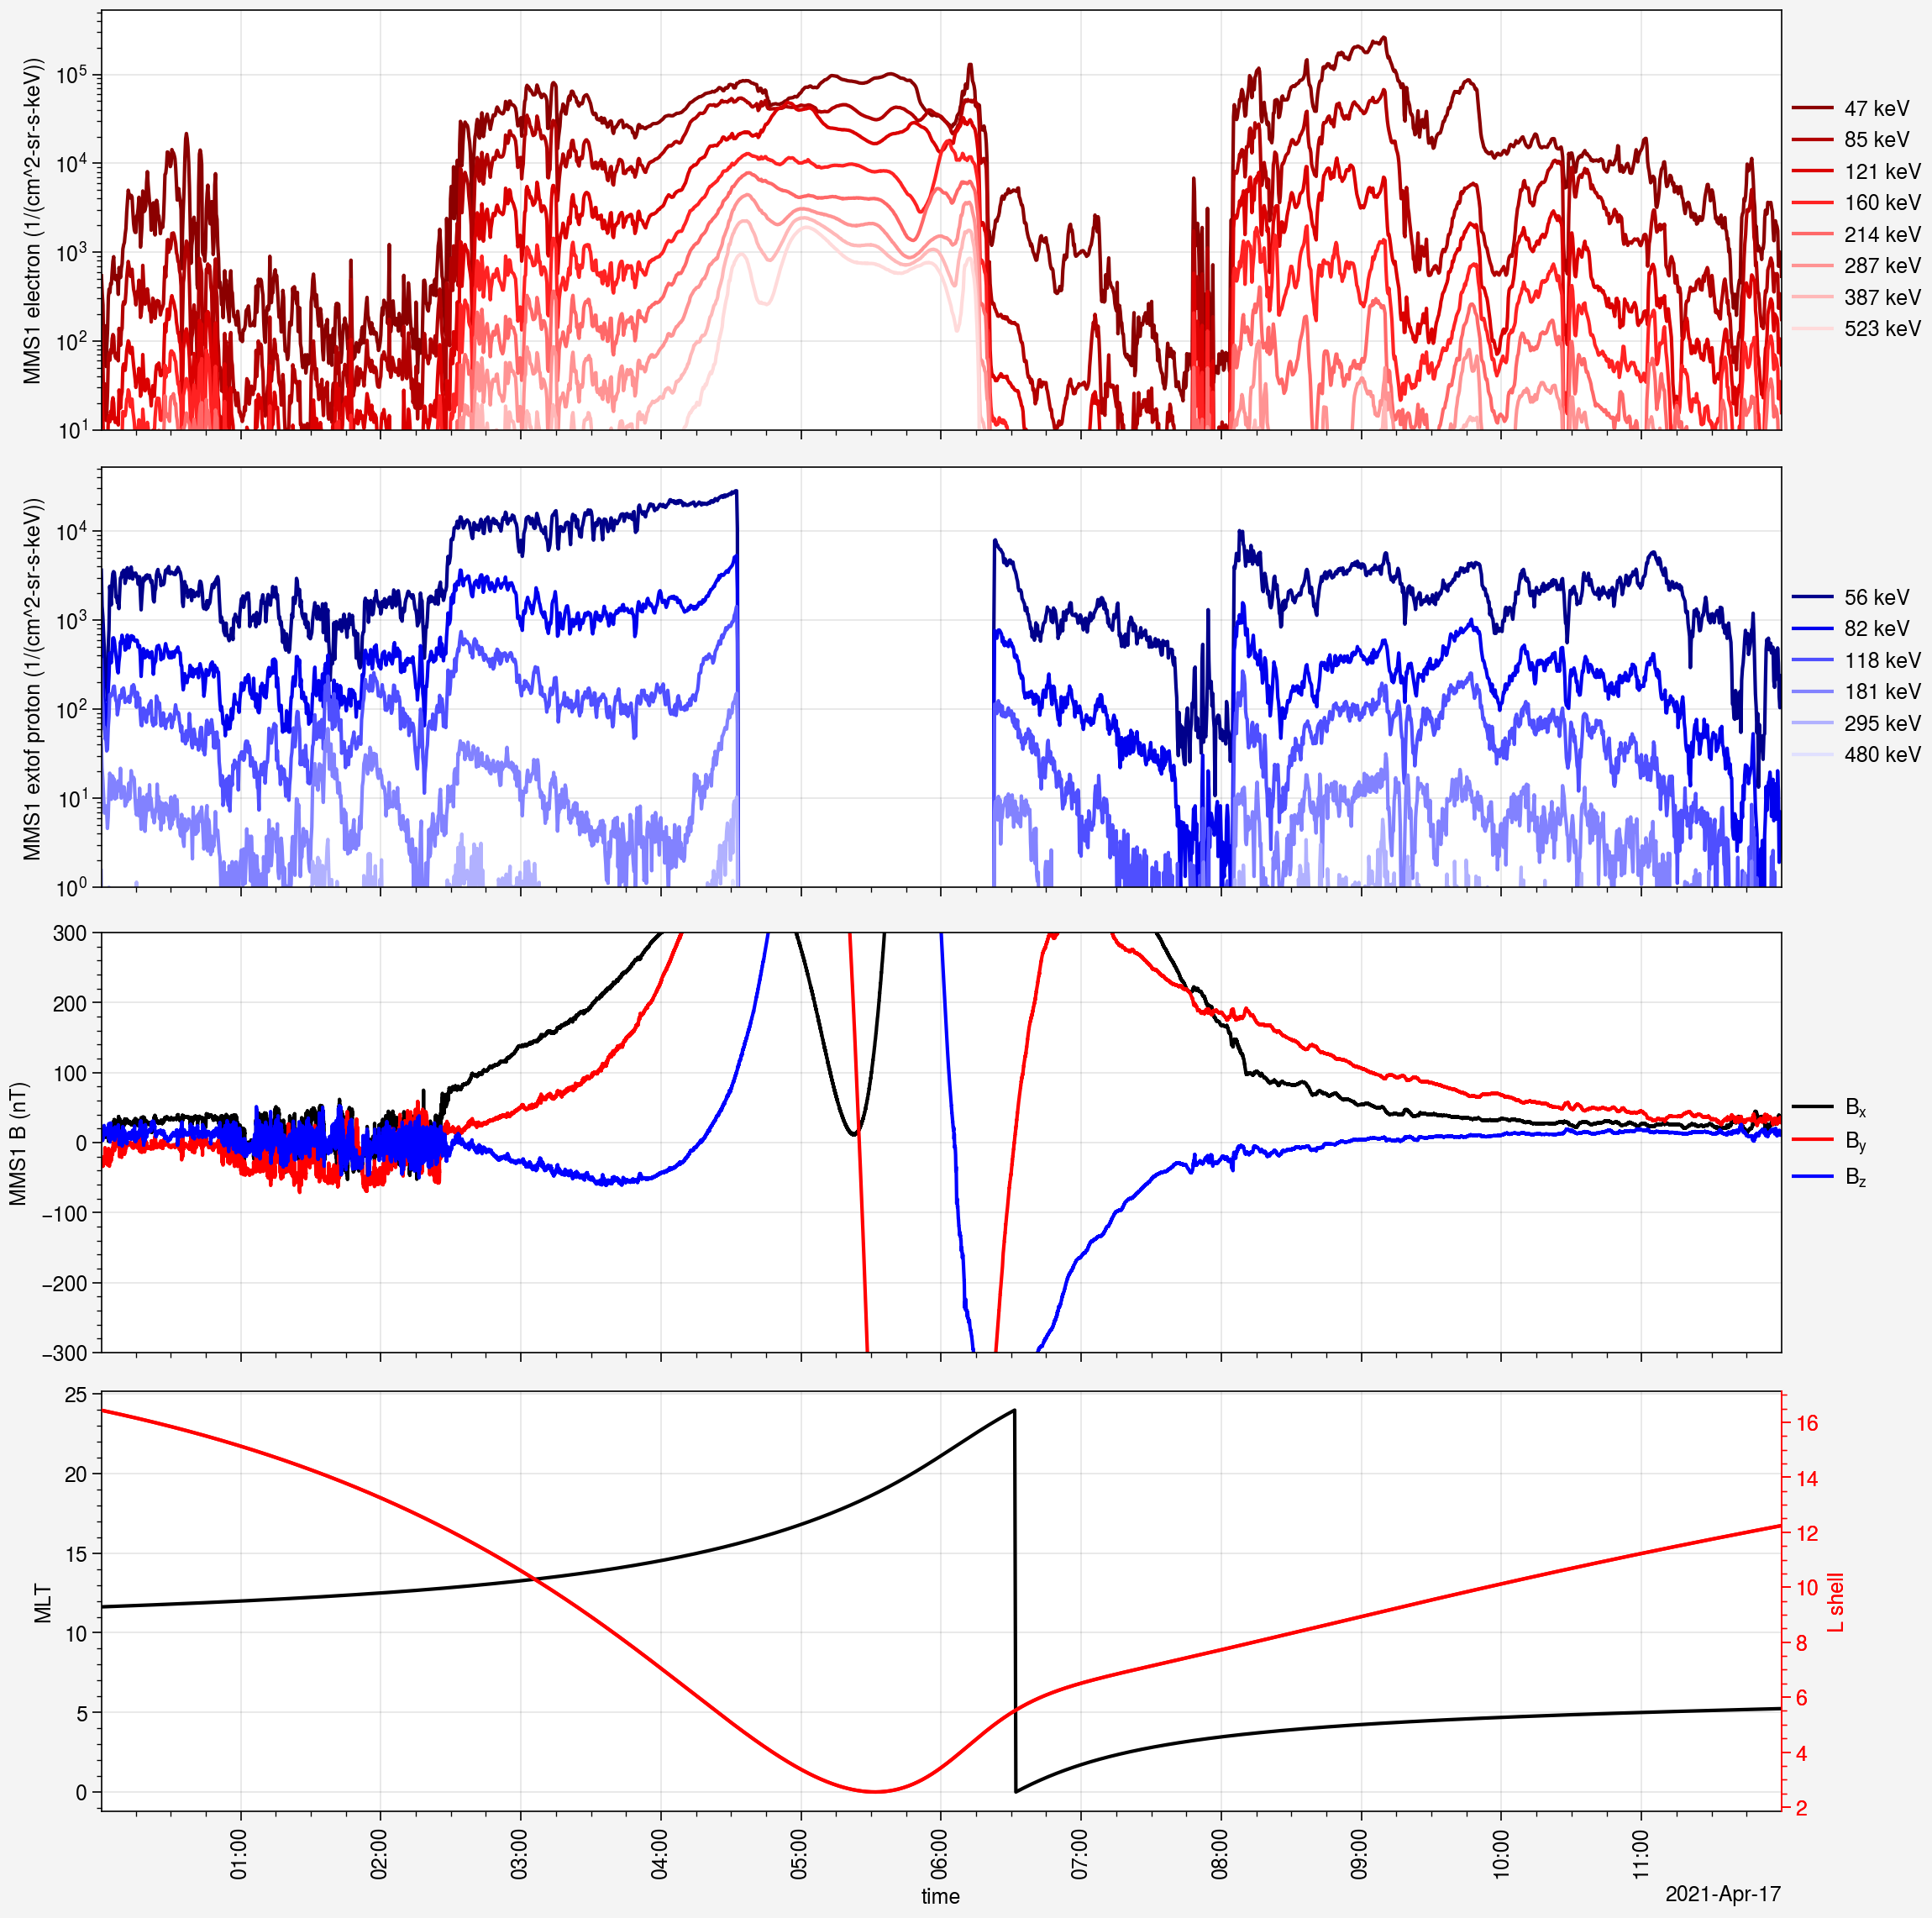 MMS1 electron (1/(cm^2-sr-s-keV))
10^5
10^4
10^3
10^2
10^1
47 keV
85 keV
121 keV
160 keV
214 keV
287 keV
387 keV
523 keV
MMS1 extof proton (1/(cm^2-sr-s-keV))
10^4
10^3
10^2
10^1
10^0
56 keV
82 keV
118 keV
181 keV
295 keV
480 keV
MMS1 B (nT)
300
200
100
0
−100
−200
−300
B_x
B_y
B_z
MLT
25
20
15
10
5
0
16
14
12
10
8
6
4
2
L shell
01:00
02:00
03:00
04:00
05:00
06:00
07:00
08:00
09:00
10:00
11:00
time
2021-Apr-17